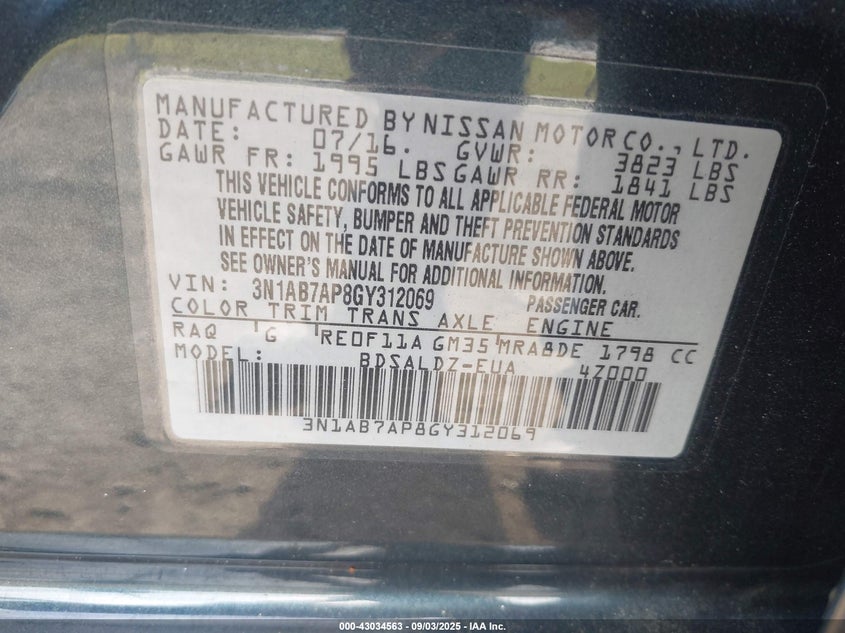 MANUFACTURED BY NISSAN MOTOR CO., LTD.
DATE: 07/16. GVWR: 3823 LBS
GAWR FR: 1995 LBS GAWR RR: 1841 LBS
THIS VEHICLE CONFORMS TO ALL APPLICABLE FEDERAL MOTOR
VEHICLE SAFETY, BUMPER AND THEFT PREVENTION STANDARDS
IN EFFECT ON THE DATE OF MANUFACTURE SHOWN ABOVE.
SEE OWNER'S MANUAL FOR ADDITIONAL INFORMATION.
VIN: 3N1AB7AP8GY312069 PASSENGER CAR.
COLOR TRIM TRANS AXLE ENGINE
RAQ G RE0F11A GM35 MRA8DE 1798 CC
MODEL: BDSALDZ-EUA 4Z000
3N1AB7AP8GY312069
000-43034563 - 09/03/2025 - IAA Inc.